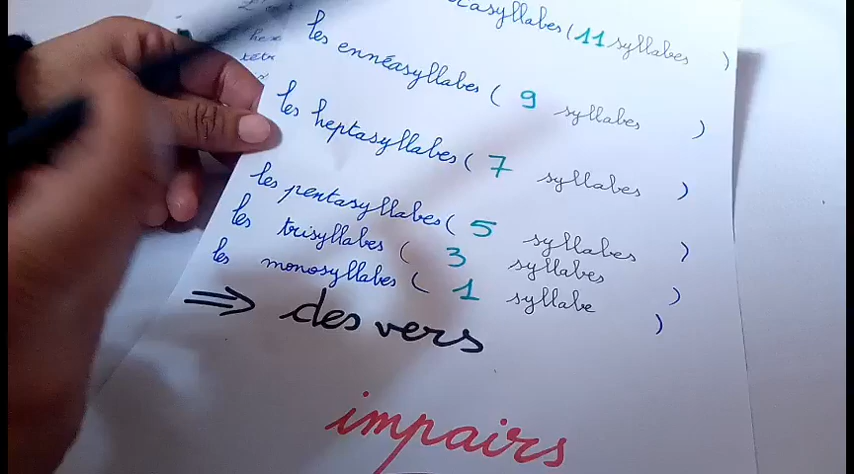 (11 syllabes )
les ennéasyllabes ( 9 syllabes )
les heptasyllabes ( 7 syllabes )
les pentasyllabes ( 5 syllabes )
les trisyllabes ( 3 syllabes )
les monosyllabes ( 1 syllabe )
⇒ des vers
impairs